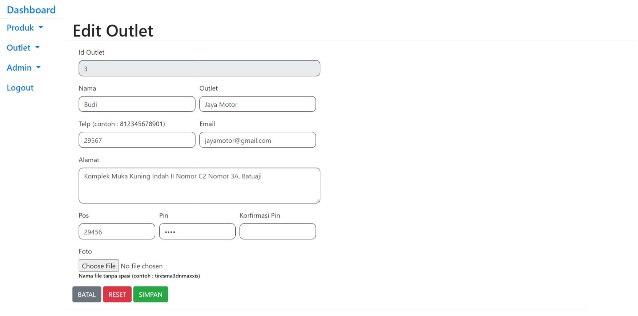 Dashboard
Produk
Outlet
Admin
Logout
Edit Outlet
Id Outlet
3
Nama Outlet
Budi Jaya Motor
Telp (contoh : 812345678901) Email
29567 jayamotor@gmail.com
Alamat
Komplek Muka Kuning Indah II Nomor C2 Nomor 3A, Batuaji
Pos Pin Konfirmasi Pin
29456 ••••
Foto
Choose File No file chosen
Nama file tanpa spasi (contoh : tiresma3dnmaxxis)
BATAL RESET SIMPAN